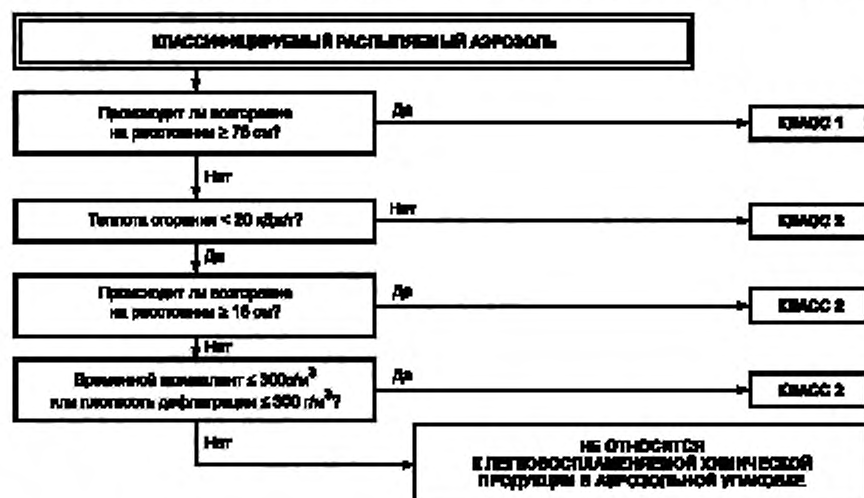 КЛАССИФИЦИРУЕМЫЙ РАСПЫЛЯЕМЫЙ АЭРОЗОЛЬ
Происходит ли возгорание
на расстоянии ≥ 75 см?
Да
КЛАСС 1
Нет
Теплота сгорания < 20 кДж/г?
Нет
КЛАСС 2
Да
Происходит ли возгорание
на расстоянии ≥ 15 см?
Да
КЛАСС 2
Нет
Временной эквивалент ≤ 300с/м³
или плотность дефлаграции ≤ 300 г/м³?
Да
КЛАСС 2
Нет
НЕ ОТНОСИТСЯ
К ЛЕГКОВОСПЛАМЕНЯЕМОЙ ХИМИЧЕСКОЙ
ПРОДУКЦИИ В АЭРОЗОЛЬНОЙ УПАКОВКЕ